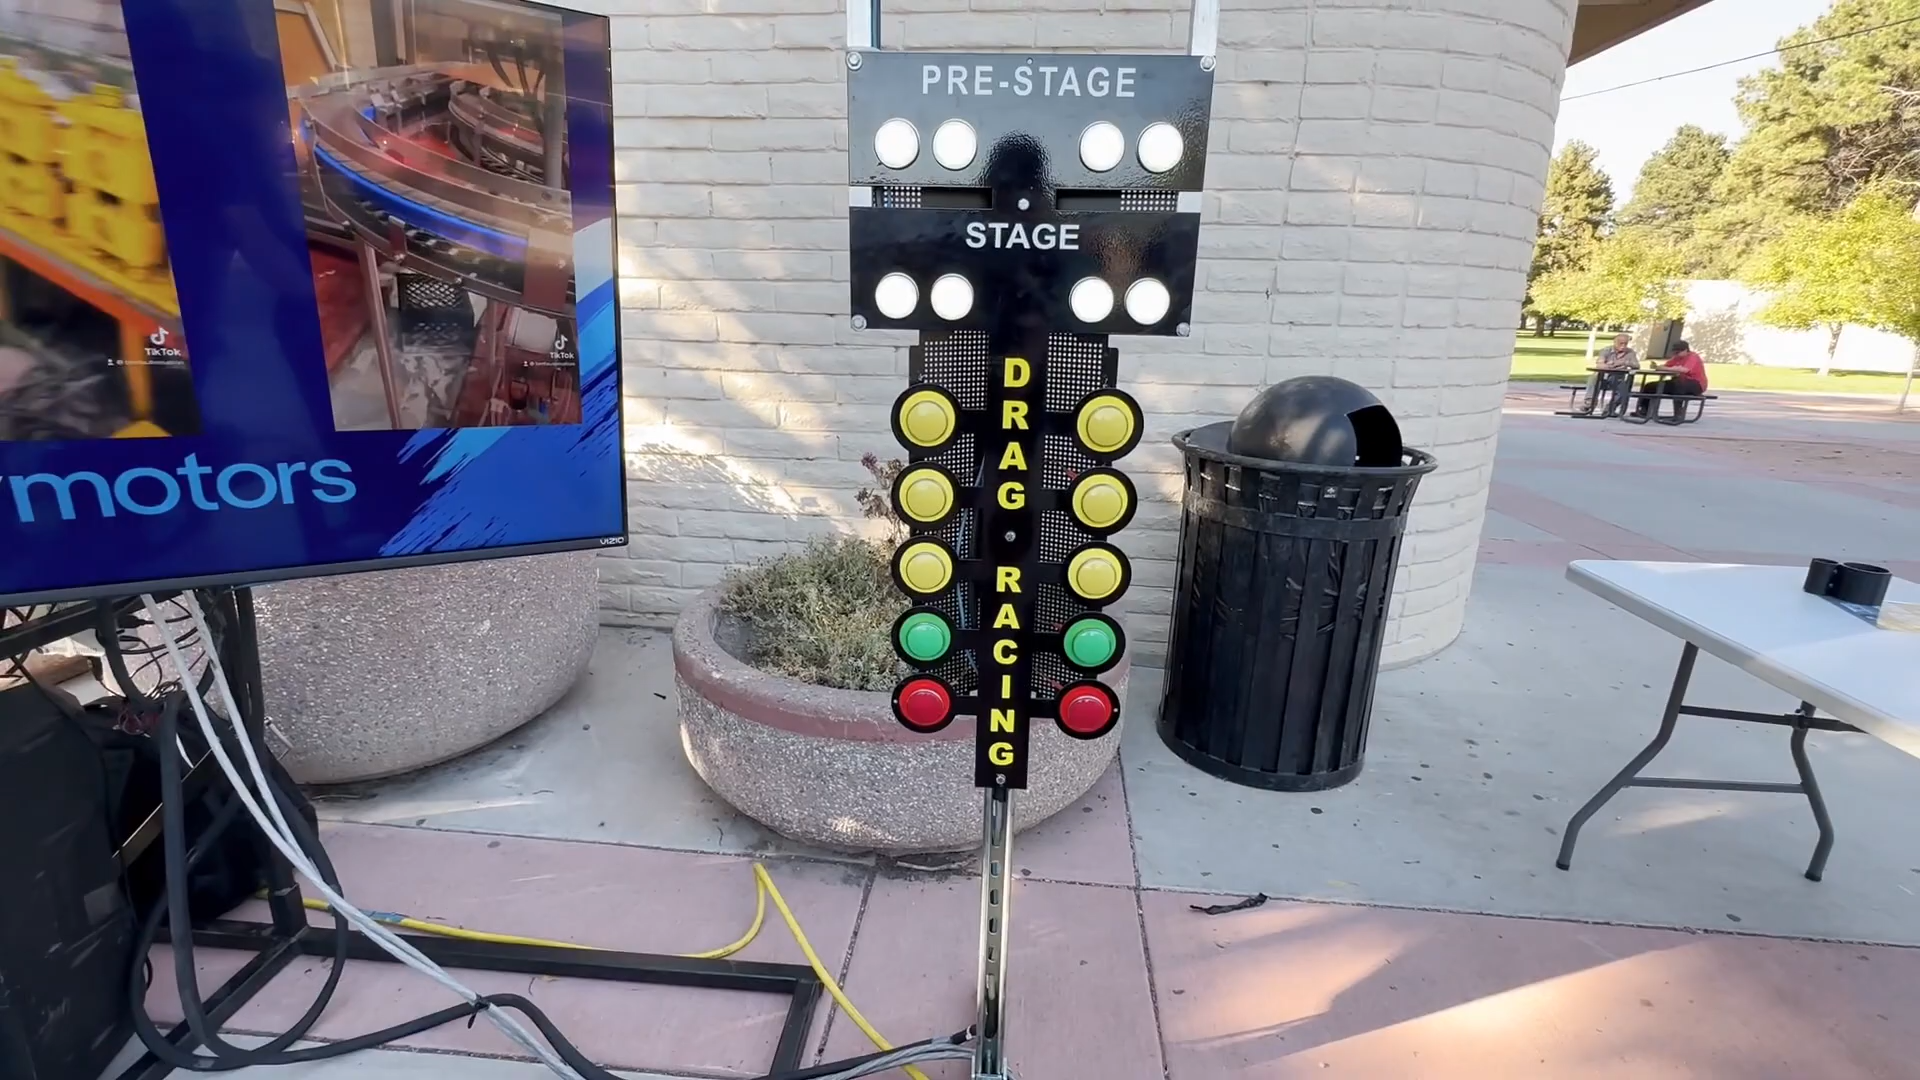 PRE-STAGE
STAGE
DRAG RACING
TikTok
TikTok
motors
VIZIO